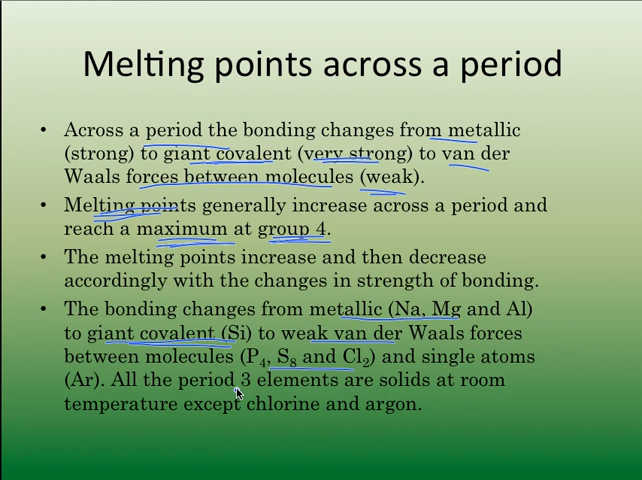 Melting points across a period
• Across a period the bonding changes from metallic
(strong) to giant covalent (very strong) to van der
Waals forces between molecules (weak).
• Melting points generally increase across a period and
reach a maximum at group 4.
• The melting points increase and then decrease
accordingly with the changes in strength of bonding.
• The bonding changes from metallic (Na, Mg and Al)
to giant covalent (Si) to weak van der Waals forces
between molecules (P₄, S₈ and Cl₂) and single atoms
(Ar). All the period 3 elements are solids at room
temperature except chlorine and argon.